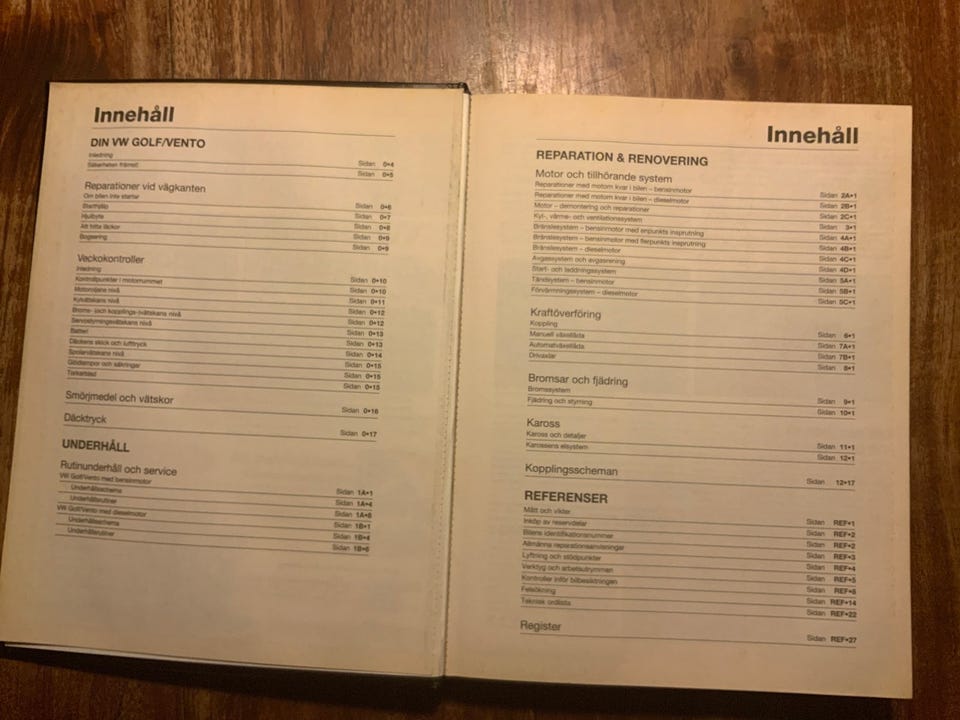 Innehåll
DIN VW GOLF/VENTO
Inledning Sidan 0•4
Säkerheten främst! Sidan 0•5
Reparationer vid vägkanten
Om bilen inte startar Sidan 0•6
Starthjälp Sidan 0•7
Hjulbyte Sidan 0•8
Att hitta läckor Sidan 0•9
Bogsering Sidan 0•9
Veckokontroller
Inledning Sidan 0•10
Kontrollpunkter i motorrummet Sidan 0•10
Motoroljans nivå Sidan 0•11
Kylvätskans nivå Sidan 0•12
Broms- (och kopplings-)vätskans nivå Sidan 0•12
Servostyrningsvätskans nivå Sidan 0•13
Batteri Sidan 0•13
Däckens skick och lufttryck Sidan 0•14
Spolarvätskans nivå Sidan 0•15
Glödlampor och säkringar Sidan 0•15
Torkarblad Sidan 0•15
Smörjmedel och vätskor Sidan 0•16
Däcktryck Sidan 0•17
UNDERHÅLL
Rutinunderhåll och service
VW Golf/Vento med bensinmotor Sidan 1A•1
Underhållsschema Sidan 1A•4
Underhållsrutiner Sidan 1A•6
VW Golf/Vento med dieselmotor Sidan 1B•1
Underhållsschema Sidan 1B•4
Underhållsrutiner Sidan 1B•6
Innehåll
REPARATION & RENOVERING
Motor och tillhörande system
Reparationer med motorn kvar i bilen – bensinmotor Sidan 2A•1
Reparationer med motorn kvar i bilen – dieselmotor Sidan 2B•1
Motor – demontering och reparationer Sidan 2C•1
Kyl-, värme- och ventilationssystem Sidan 3•1
Bränslesystem – bensinmotor med enpunkts insprutning Sidan 4A•1
Bränslesystem – bensinmotor med flerpunkts insprutning Sidan 4B•1
Bränslesystem – dieselmotor Sidan 4C•1
Avgassystem och avgasrening Sidan 4D•1
Start- och laddningssystem Sidan 5A•1
Tändsystem – bensinmotor Sidan 5B•1
Förvärmningssystem – dieselmotor Sidan 5C•1
Kraftöverföring
Koppling Sidan 6•1
Manuell växellåda Sidan 7A•1
Automatväxellåda Sidan 7B•1
Drivaxlar Sidan 8•1
Bromsar och fjädring
Bromssystem Sidan 9•1
Fjädring och styrning Sidan 10•1
Kaross
Kaross och detaljer Sidan 11•1
Karossens elsystem Sidan 12•1
Kopplingsscheman Sidan 12•17
REFERENSER
Mått och vikter Sidan REF•1
Inköp av reservdelar Sidan REF•2
Bilens identifikationsnummer Sidan REF•2
Allmänna reparationsanvisningar Sidan REF•3
Lyftning och stödpunkter Sidan REF•4
Verktyg och arbetsutrymmen Sidan REF•5
Kontroller inför bilbesiktningen Sidan REF•8
Felsökning Sidan REF•14
Teknisk ordlista Sidan REF•22
Register Sidan REF•27